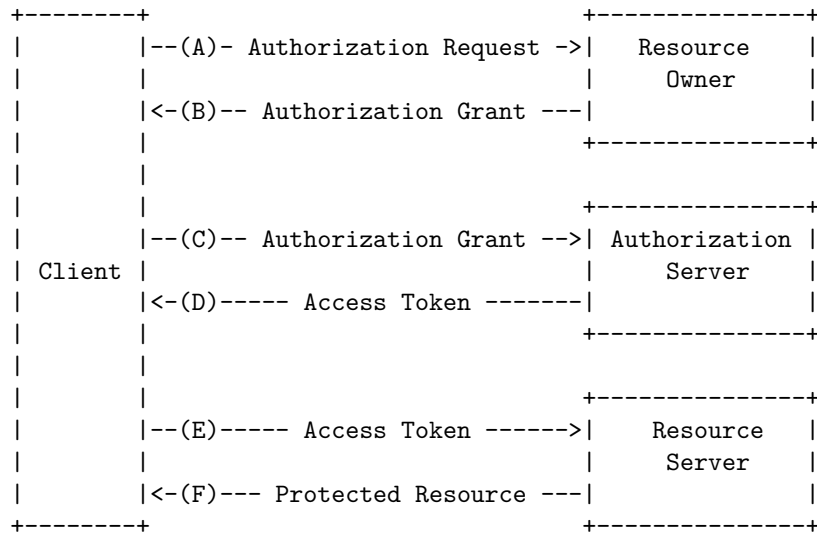 +--------+                               +---------------+
|        |--(A)- Authorization Request ->|   Resource    |
|        |                               |     Owner     |
|        |<-(B)-- Authorization Grant ---|               |
|        |                               +---------------+
|        |
|        |                               +---------------+
|        |--(C)-- Authorization Grant -->| Authorization |
| Client |                               |     Server    |
|        |<-(D)----- Access Token -------|               |
|        |                               +---------------+
|        |
|        |                               +---------------+
|        |--(E)----- Access Token ------>|    Resource   |
|        |                               |     Server    |
|        |<-(F)--- Protected Resource ---|               |
+--------+                               +---------------+